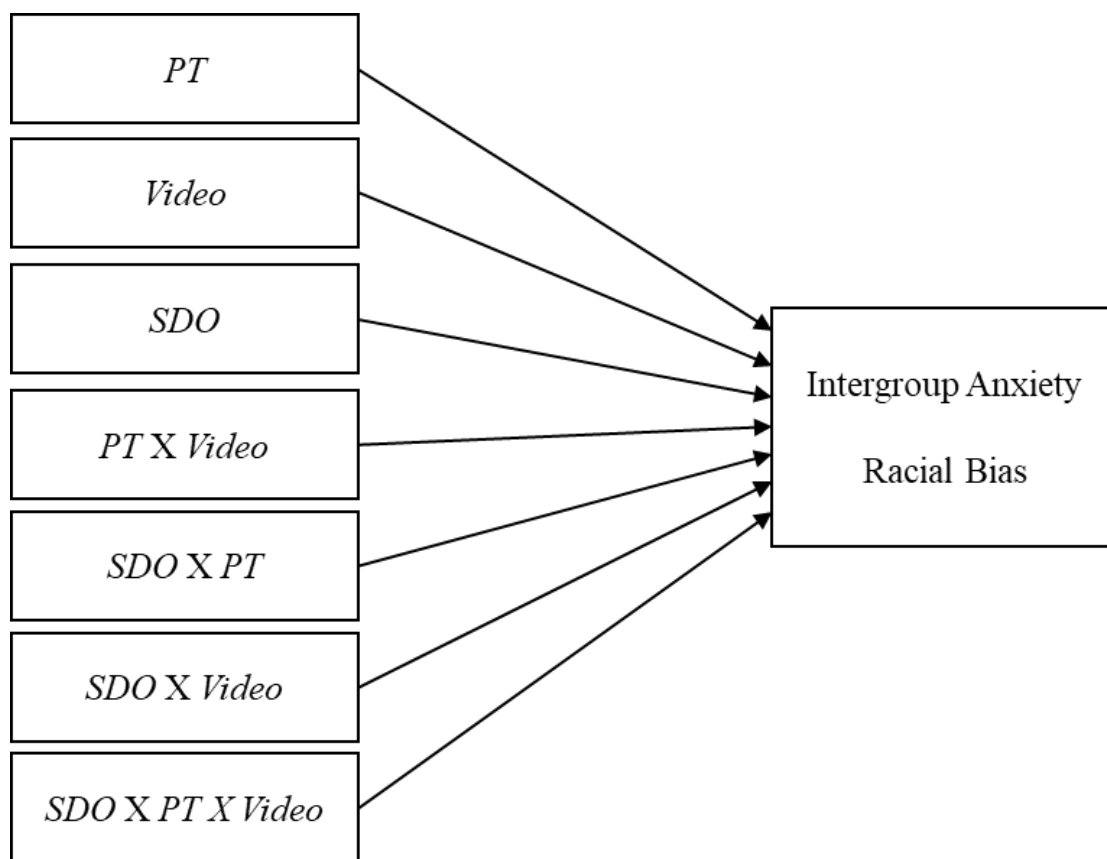 PT
Video
SDO
PT X Video
SDO X PT
SDO X Video
SDO X PT X Video
Intergroup Anxiety
Racial Bias